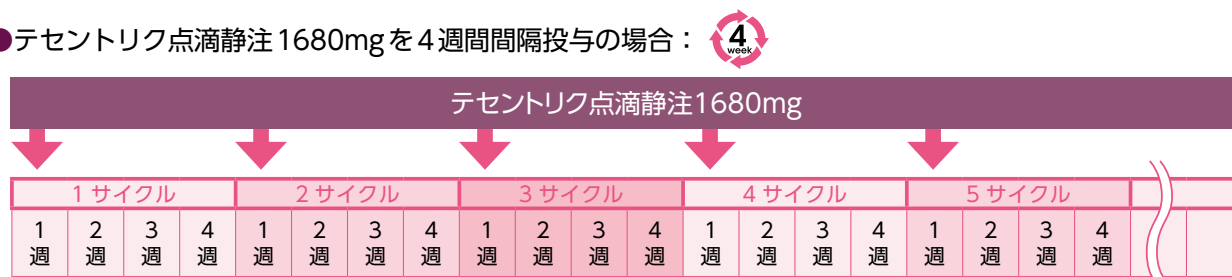 ●テセントリク点滴静注1680mgを4週間間隔投与の場合：
4
week
テセントリク点滴静注1680mg
1サイクル 2サイクル 3サイクル 4サイクル 5サイクル
1 2 3 4 1 2 3 4 1 2 3 4 1 2 3 4 1 2 3 4
週 週 週 週 週 週 週 週 週 週 週 週 週 週 週 週 週 週 週 週